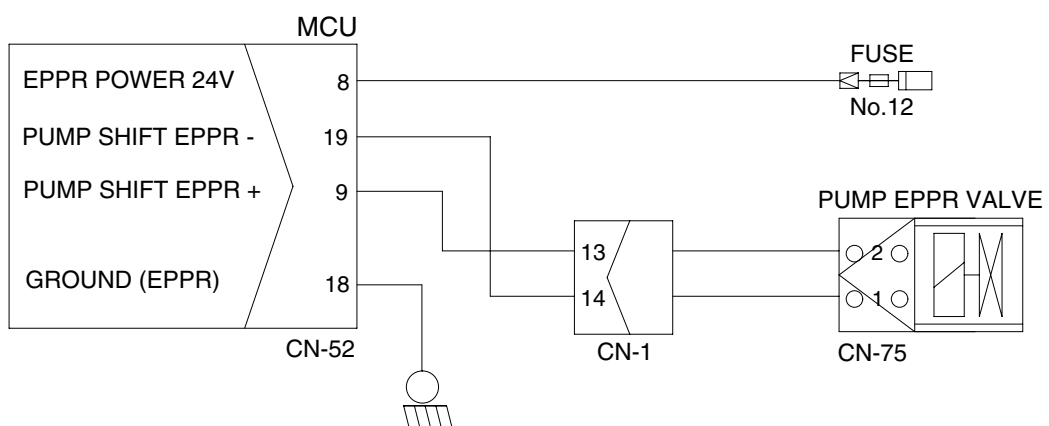 MCU
FUSE
EPPR POWER 24V
8
No.12
PUMP SHIFT EPPR -
19
PUMP SHIFT EPPR +
9
PUMP EPPR VALVE
13
2
GROUND (EPPR)
18
14
1
CN-52
CN-1
CN-75